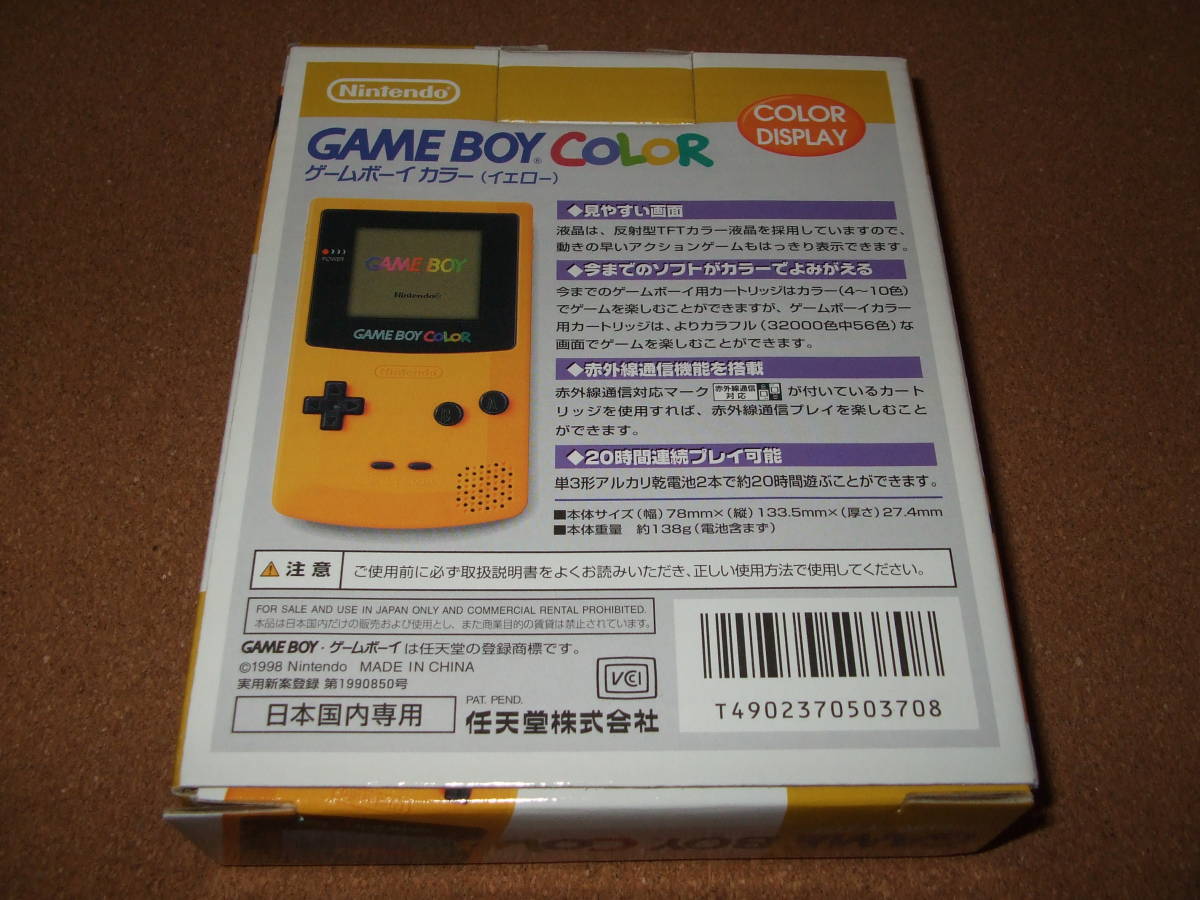 Nintendo
GAME BOY® COLOR
COLOR
DISPLAY
ゲームボーイ カラー（イエロー）
POWER
GAME BOY
Nintendo®
GAME BOY COLOR
Nintendo
B A
◆見やすい画面
液晶は、反射型TFTカラー液晶を採用していますので、
動きの早いアクションゲームもはっきり表示できます。
◆今までのソフトがカラーでよみがえる
今までのゲームボーイ用カートリッジはカラー（4〜10色）
でゲームを楽しむことができますが、ゲームボーイカラー
用カートリッジは、よりカラフル（32000色中56色）な
画面でゲームを楽しむことができます。
◆赤外線通信機能を搭載
赤外線通信対応マーク 赤外線通信対応 が付いているカート
リッジを使用すれば、赤外線通信プレイを楽しむこと
ができます。
◆20時間連続プレイ可能
単3形アルカリ乾電池2本で約20時間遊ぶことができます。
■本体サイズ（幅）78mm×（縦）133.5mm×（厚さ）27.4mm
■本体重量 約138g（電池含まず）
注意 ご使用前に必ず取扱説明書をよくお読みいただき、正しい使用方法で使用してください。
FOR SALE AND USE IN JAPAN ONLY AND COMMERCIAL RENTAL PROHIBITED.
本品は日本国内だけの販売および使用とし、また商業目的の賃貸は禁止されています。
GAME BOY・ゲームボーイは任天堂の登録商標です。
©1998 Nintendo MADE IN CHINA
実用新案登録 第1990850号
日本国内専用
PAT. PEND.
任天堂株式会社
VCI
T4902370503708
GAME BOY COLOR